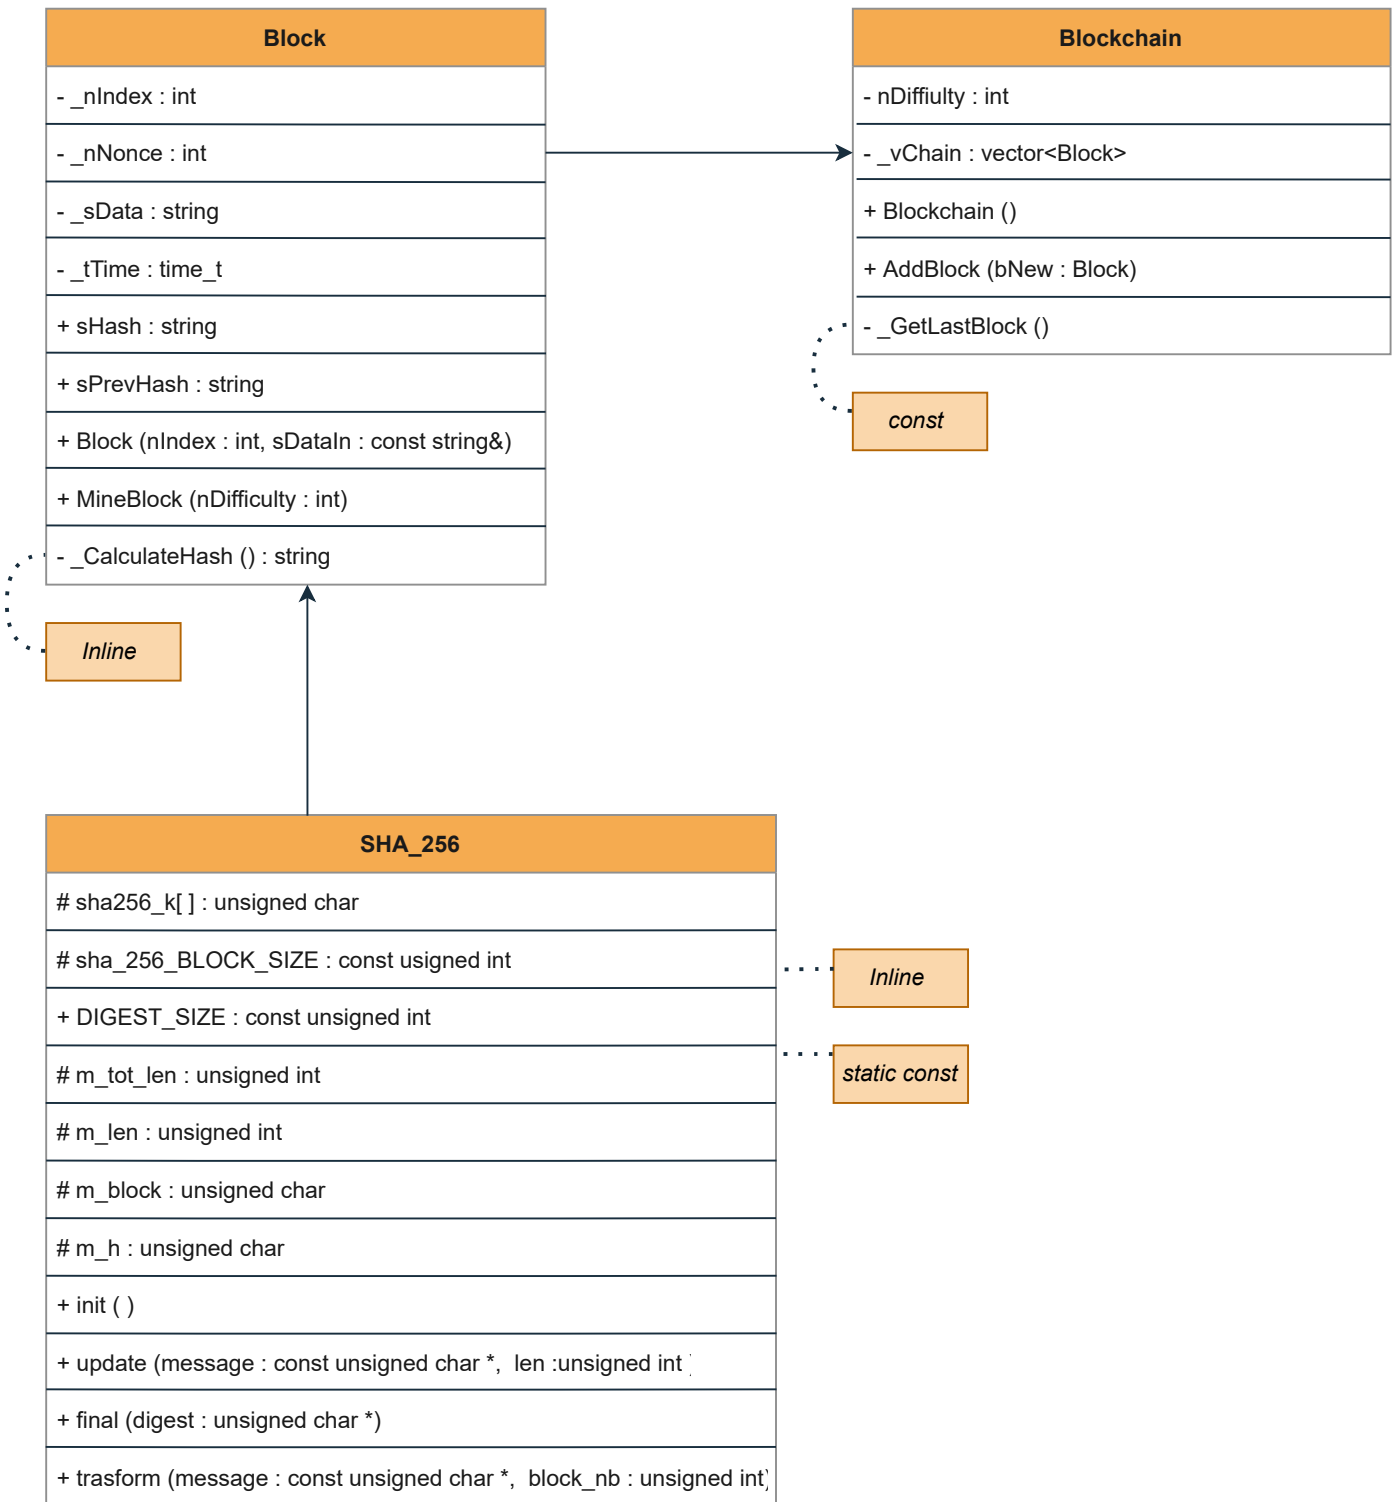 Block
- _nIndex : int
- _nNonce : int
- _sData : string
- _tTime : time_t
+ sHash : string
+ sPrevHash : string
+ Block (nIndex : int, sDataIn : const string&)
+ MineBlock (nDifficulty : int)
- _CalculateHash () : string
Inline
Blockchain
- nDiffiulty : int
- _vChain : vector<Block>
+ Blockchain ()
+ AddBlock (bNew : Block)
- _GetLastBlock ()
const
SHA_256
# sha256_k[ ] : unsigned char
# sha_256_BLOCK_SIZE : const usigned int
+ DIGEST_SIZE : const unsigned int
# m_tot_len : unsigned int
# m_len : unsigned int
# m_block : unsigned char
# m_h : unsigned char
+ init ( )
+ update (message : const unsigned char *, len :unsigned int )
+ final (digest : unsigned char *)
+ trasform (message : const unsigned char *, block_nb : unsigned int)
Inline
static const